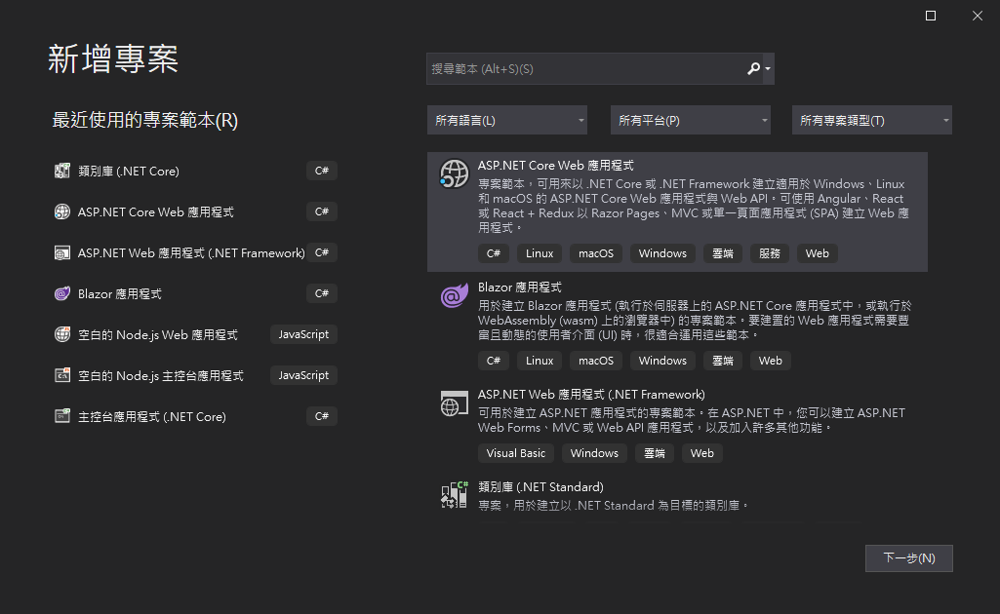 新增專案
最近使用的專案範本(R)
類別庫 (.NET Core) C#
ASP.NET Core Web 應用程式 C#
ASP.NET Web 應用程式 (.NET Framework) C#
Blazor 應用程式 C#
空白的 Node.js Web 應用程式 JavaScript
空白的 Node.js 主控台應用程式 JavaScript
主控台應用程式 (.NET Core) C#
搜尋範本 (Alt+S)(S)
所有語言(L) 所有平台(P) 所有專案類型(T)
ASP.NET Core Web 應用程式
專案範本，可用來以 .NET Core 或 .NET Framework 建立適用於 Windows、Linux
和 macOS 的 ASP.NET Core Web 應用程式與 Web API。可使用 Angular、React
或 React + Redux 以 Razor Pages、MVC 或單一頁面應用程式 (SPA) 建立 Web 應
用程式。
C# Linux macOS Windows 雲端 服務 Web
Blazor 應用程式
用於建立 Blazor 應用程式 (執行於伺服器上的 ASP.NET Core 應用程式中，或執行於
WebAssembly (wasm) 上的瀏覽器中) 的專案範本。要建置的 Web 應用程式需要豐
富且動態的使用者介面 (UI) 時，很適合運用這些範本。
C# Linux macOS Windows 雲端 Web
ASP.NET Web 應用程式 (.NET Framework)
可用於建立 ASP.NET 應用程式的專案範本。在 ASP.NET 中，您可以建立 ASP.NET
Web Forms、MVC 或 Web API 應用程式，以及加入許多其他功能。
Visual Basic Windows 雲端 Web
C#
類別庫 (.NET Standard)
專案，用於建立以 .NET Standard 為目標的類別庫。
下一步(N)